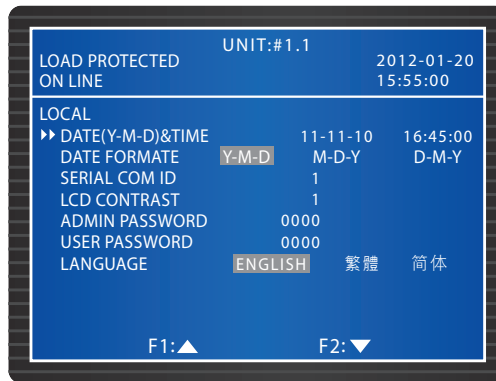 UNIT:#1.1
LOAD PROTECTED 2012-01-20
ON LINE 15:55:00
LOCAL
DATE(Y-M-D)&TIME 11-11-10 16:45:00
DATE FORMATE Y-M-D M-D-Y D-M-Y
SERIAL COM ID 1
LCD CONTRAST 1
ADMIN PASSWORD 0000
USER PASSWORD 0000
LANGUAGE ENGLISH 繁體 简体
F1:▲ F2:▼